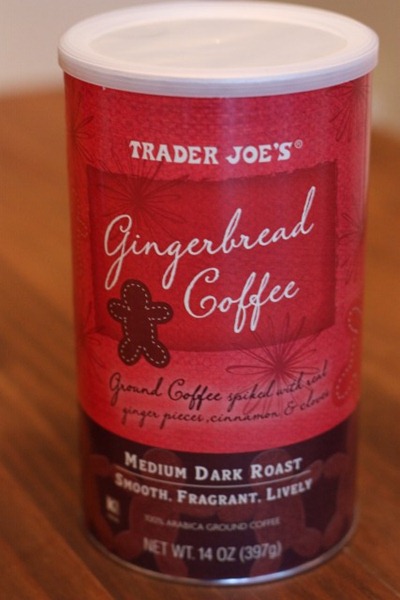 TRADER JOE'S®
Gingerbread
Coffee
Ground Coffee spiked with real
ginger pieces, cinnamon, & cloves
MEDIUM DARK ROAST
SMOOTH. FRAGRANT. LIVELY
100% ARABICA GROUND COFFEE
NET WT. 14 OZ (397g)